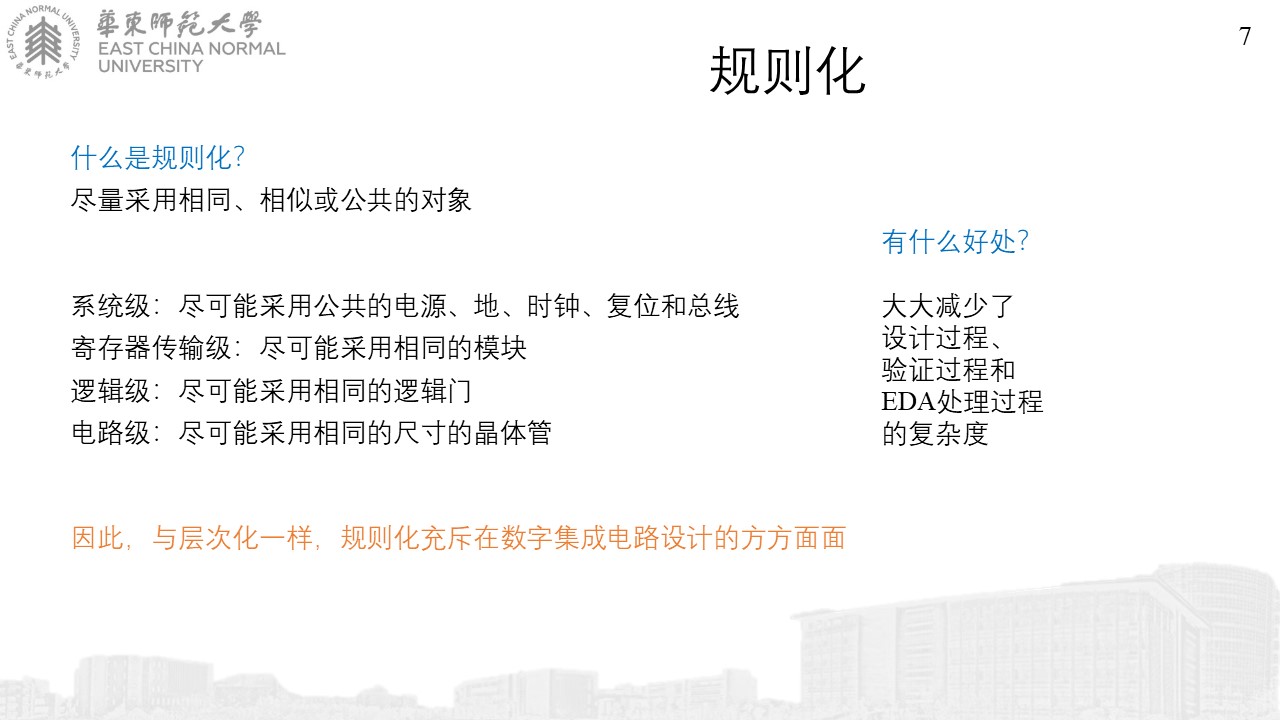 華東師範大學
EAST CHINA NORMAL
UNIVERSITY
EAST CHINA NORMAL UNIVERSITY
華東师范大学
7
规则化
什么是规则化？
尽量采用相同、相似或公共的对象
系统级：尽可能采用公共的电源、地、时钟、复位和总线
寄存器传输级：尽可能采用相同的模块
逻辑级：尽可能采用相同的逻辑门
电路级：尽可能采用相同的尺寸的晶体管
有什么好处？
大大减少了
设计过程、
验证过程和
EDA处理过程
的复杂度
因此，与层次化一样，规则化充斥在数字集成电路设计的方方面面